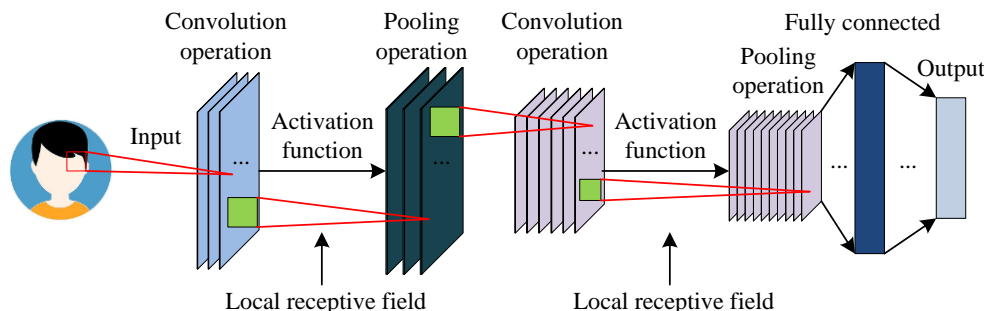 Convolution
operation
Pooling
operation
Convolution
operation
Fully connected
Pooling
operation
Output
Input
Activation
function
Activation
function
...
...
...
...
...
...
Local receptive field
Local receptive field